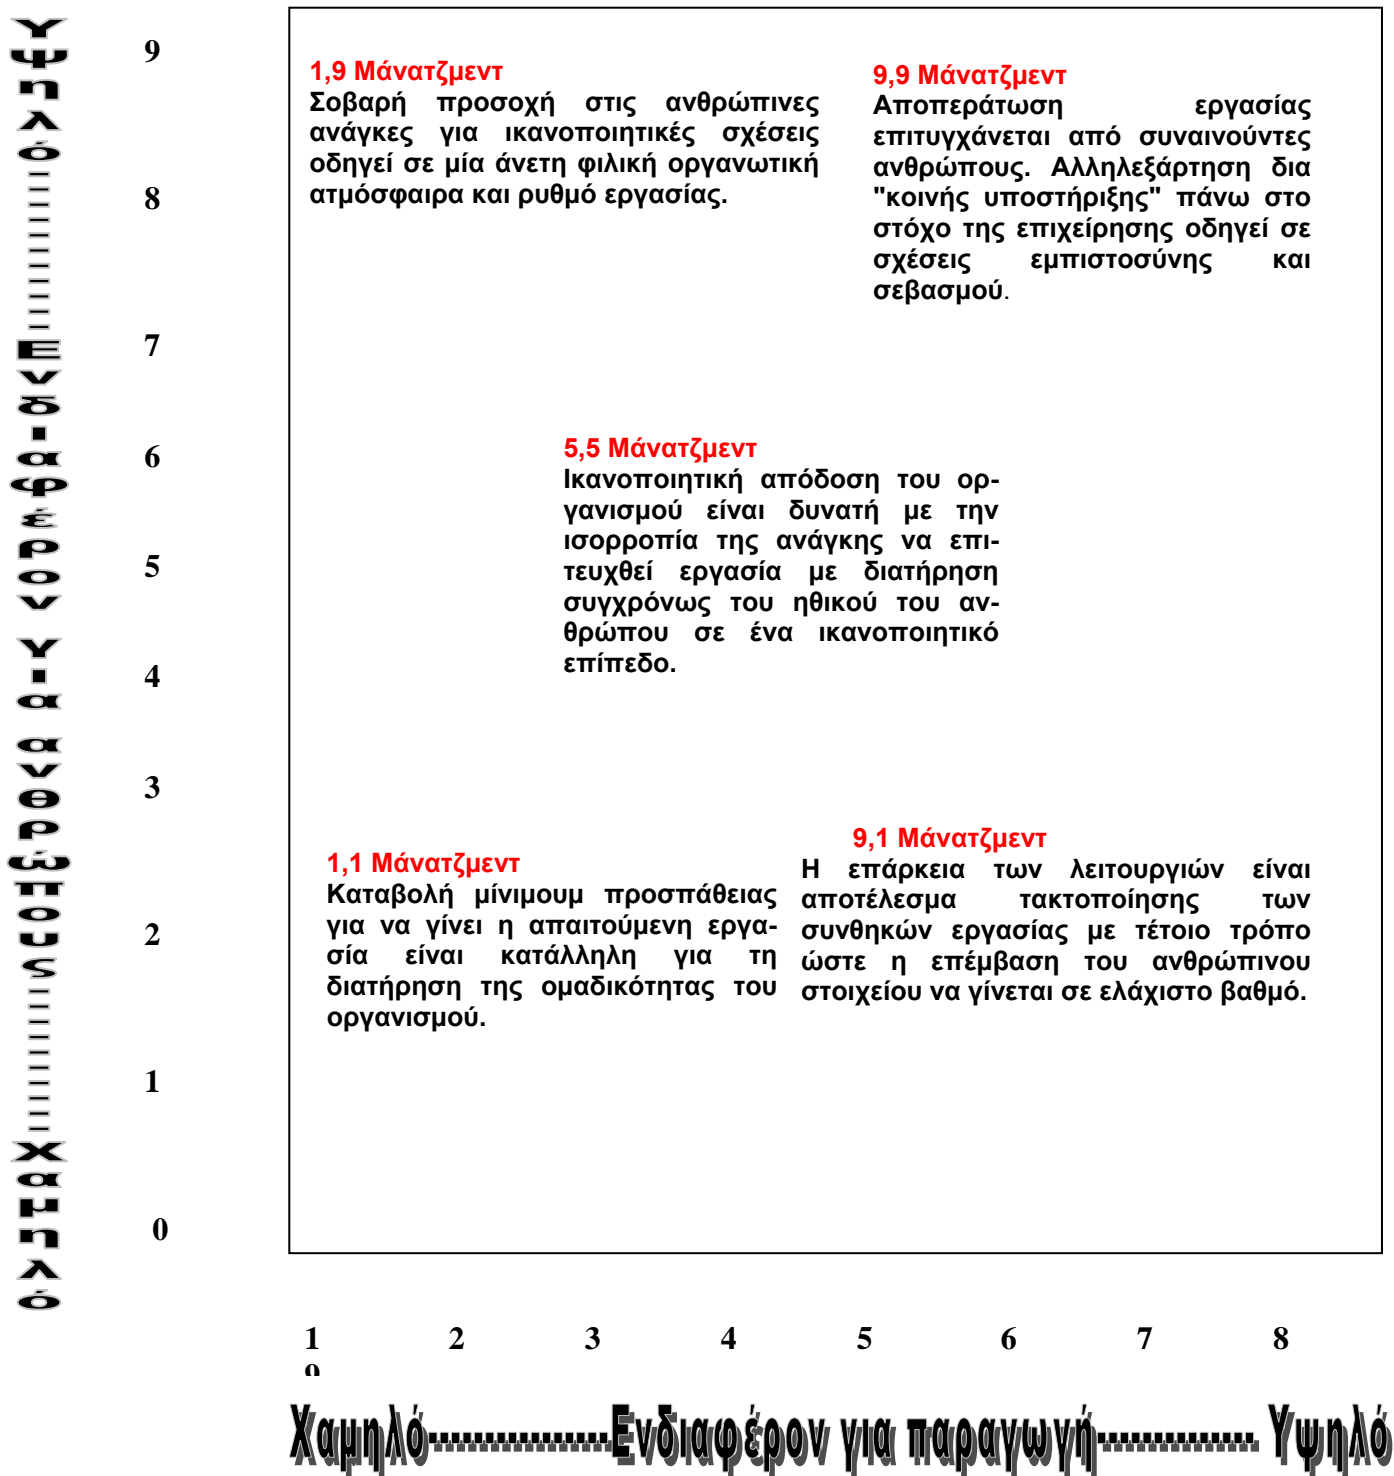 Υψηλό-----------Ενδιαφέρον για ανθρώπους----------Χαμηλό
9
8
7
6
5
4
3
2
1
0
1,9 Μάνατζμεντ
Σοβαρή προσοχή στις ανθρώπινες
ανάγκες για ικανοποιητικές σχέσεις
οδηγεί σε μία άνετη φιλική οργανωτική
ατμόσφαιρα και ρυθμό εργασίας.
9,9 Μάνατζμεντ
Αποπεράτωση εργασίας
επιτυγχάνεται από συναινούντες
ανθρώπους. Αλληλεξάρτηση δια
"κοινής υποστήριξης" πάνω στο
στόχο της επιχείρησης οδηγεί σε
σχέσεις εμπιστοσύνης και
σεβασμού.
5,5 Μάνατζμεντ
Ικανοποιητική απόδοση του ορ-
γανισμού είναι δυνατή με την
ισορροπία της ανάγκης να επι-
τευχθεί εργασία με διατήρηση
συγχρόνως του ηθικού του αν-
θρώπου σε ένα ικανοποιητικό
επίπεδο.
1,1 Μάνατζμεντ
Καταβολή μίνιμουμ προσπάθειας
για να γίνει η απαιτούμενη εργα-
σία είναι κατάλληλη για τη
διατήρηση της ομαδικότητας του
οργανισμού.
9,1 Μάνατζμεντ
Η επάρκεια των λειτουργιών είναι
αποτέλεσμα τακτοποίησης των
συνθηκών εργασίας με τέτοιο τρόπο
ώστε η επέμβαση του ανθρώπινου
στοιχείου να γίνεται σε ελάχιστο βαθμό.
1 2 3 4 5 6 7 8
9
Χαμηλό----------------Ενδιαφέρον για παραγωγή-------------- Υψηλό